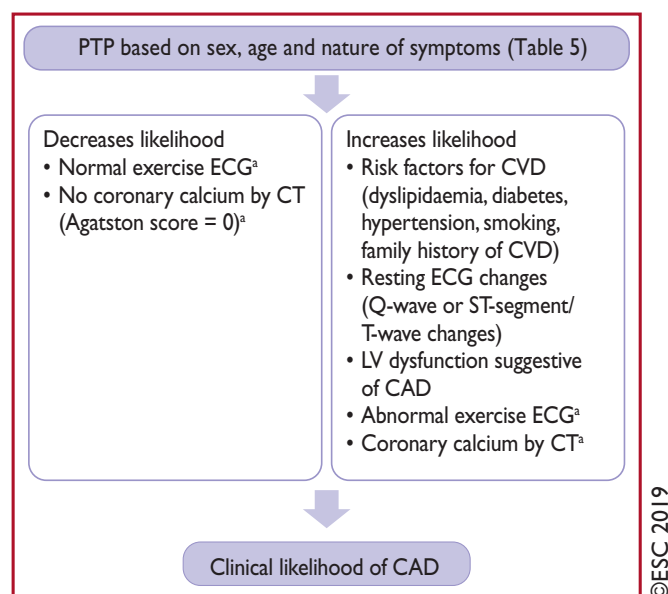 PTP based on sex, age and nature of symptoms (Table 5)
Decreases likelihood
• Normal exercise ECGᵃ
• No coronary calcium by CT
(Agatston score = 0)ᵃ
Increases likelihood
• Risk factors for CVD
(dyslipidaemia, diabetes,
hypertension, smoking,
family history of CVD)
• Resting ECG changes
(Q-wave or ST-segment/
T-wave changes)
• LV dysfunction suggestive
of CAD
• Abnormal exercise ECGᵃ
• Coronary calcium by CTᵃ
Clinical likelihood of CAD
©ESC 2019